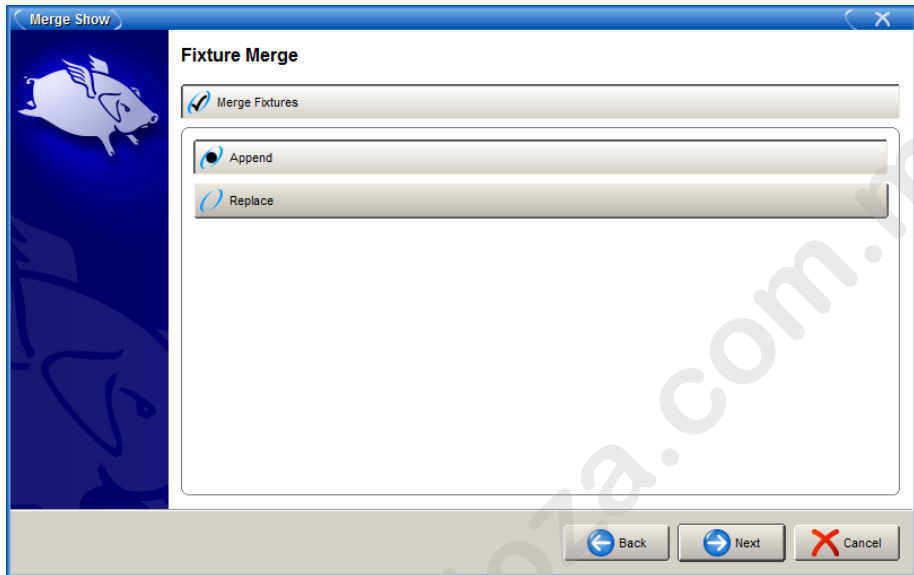 Merge Show
Fixture Merge
Merge Fixtures
Append
Replace
Back
Next
Cancel